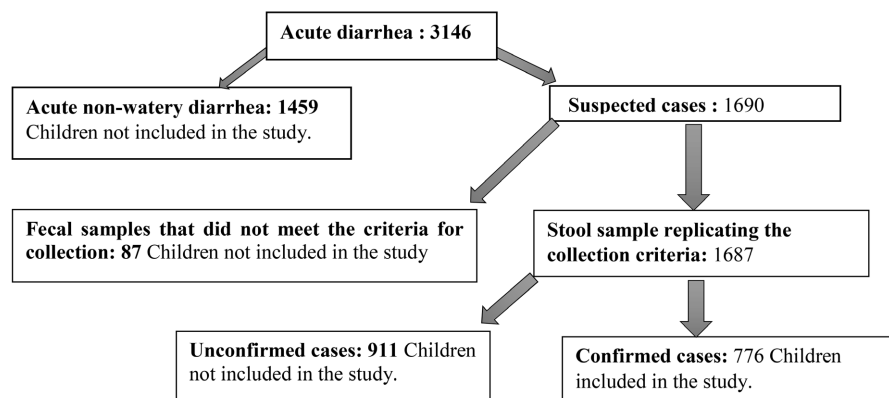 Acute diarrhea : 3146
Acute non-watery diarrhea: 1459
Children not included in the study.
Suspected cases : 1690
Fecal samples that did not meet the criteria for
collection: 87 Children not included in the study
Stool sample replicating the
collection criteria: 1687
Unconfirmed cases: 911 Children
not included in the study.
Confirmed cases: 776 Children
included in the study.